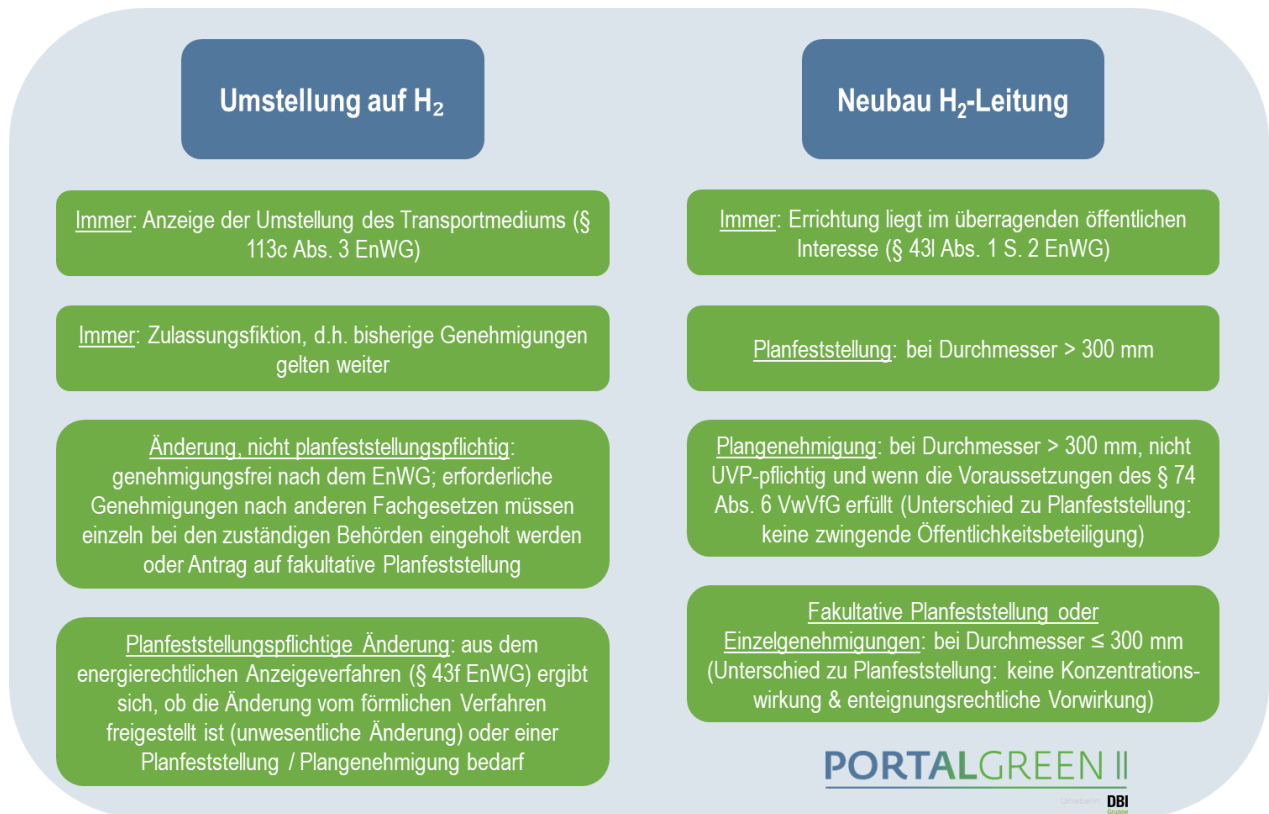 Umstellung auf H₂
Immer: Anzeige der Umstellung des Transportmediums (§
113c Abs. 3 EnWG)
Immer: Zulassungsfiktion, d.h. bisherige Genehmigungen
gelten weiter
Änderung, nicht planfeststellungspflichtig:
genehmigungsfrei nach dem EnWG; erforderliche
Genehmigungen nach anderen Fachgesetzen müssen
einzeln bei den zuständigen Behörden eingeholt werden
oder Antrag auf fakultative Planfeststellung
Planfeststellungspflichtige Änderung: aus dem
energierechtlichen Anzeigeverfahren (§ 43f EnWG) ergibt
sich, ob die Änderung vom förmlichen Verfahren
freigestellt ist (unwesentliche Änderung) oder einer
Planfeststellung / Plangenehmigung bedarf
Neubau H₂-Leitung
Immer: Errichtung liegt im überragenden öffentlichen
Interesse (§ 43l Abs. 1 S. 2 EnWG)
Planfeststellung: bei Durchmesser > 300 mm
Plangenehmigung: bei Durchmesser > 300 mm, nicht
UVP-pflichtig und wenn die Voraussetzungen des § 74
Abs. 6 VwVfG erfüllt (Unterschied zu Planfeststellung:
keine zwingende Öffentlichkeitsbeteiligung)
Fakultative Planfeststellung oder
Einzelgenehmigungen: bei Durchmesser ≤ 300 mm
(Unterschied zu Planfeststellung: keine Konzentrations-
wirkung & enteignungsrechtliche Vorwirkung)
PORTALGREEN II
DBI
Gruppe